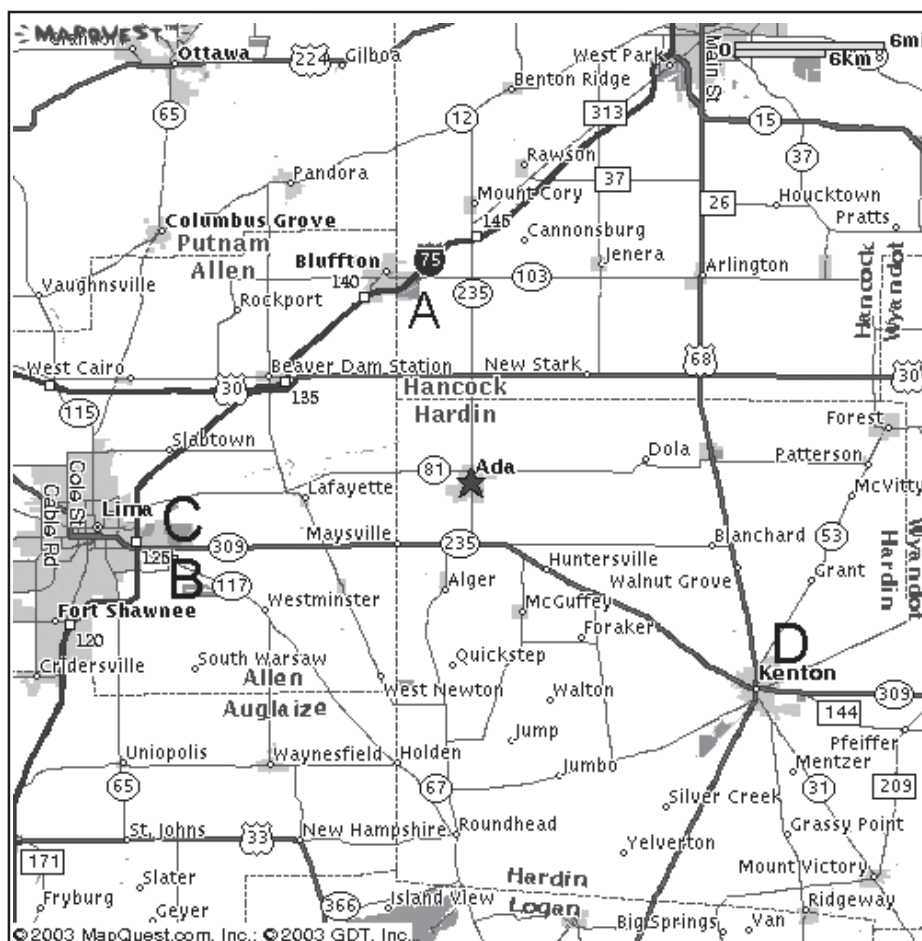 MAPQUEST
Ottawa
224
Gilboa
West Park
Main St
0
6mi
6km
8
Benton Ridge
65
12
313
15
Rawson
37
Pandora
37
Mount Cory
26
Houcktown
Columbus Grove
Pratts
Putnam
145
Cannonsburg
Allen
Bluffton
75
Jenera
Arlington
Vaughnsville
140
103
Hancock
Wyandot
Rockport
235
A
68
West Cairo
Beaver Dam Station
New Stark
30
30
135
Hancock
115
Hardin
Forest
Slabtown
Dola
Patterson
81
Ada
Cole St
Cable Rd
Lafayette
McVitty
Lima
C
Maysville
Blanchard
53
Wyandot
125
309
235
Hardin
B
117
Huntersville
Walnut Grove
Grant
Alger
Westminster
McGuffey
Fort Shawnee
120
Foraker
D
Cridersville
South Warsaw
Quickstep
Kenton
Allen
West Newton
309
Auglaize
Walton
144
Jump
Pfeiffer
Uniopolis
Waynesfield
Holden
Jumbo
Mentzer
65
67
31
209
Silver Creek
St. Johns
33
New Hampshire
Roundhead
Grassy Point
171
Yelverton
Mount Victory
Slater
Hardin
Fryburg
366
Island View
Logan
Ridgeway
Geyer
Big Springs
Van
©2003 MapQuest.com, Inc.; ©2003 GDT, Inc.